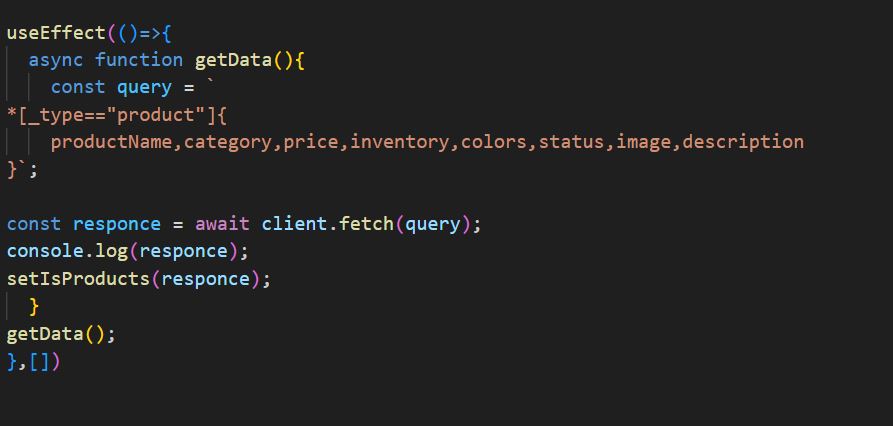 useEffect(()=>{
async function getData(){
const query = `
*[_type=="product"]{
productName,category,price,inventory,colors,status,image,description
}`;
const responce = await client.fetch(query);
console.log(responce);
setIsProducts(responce);
}
getData();
},[])